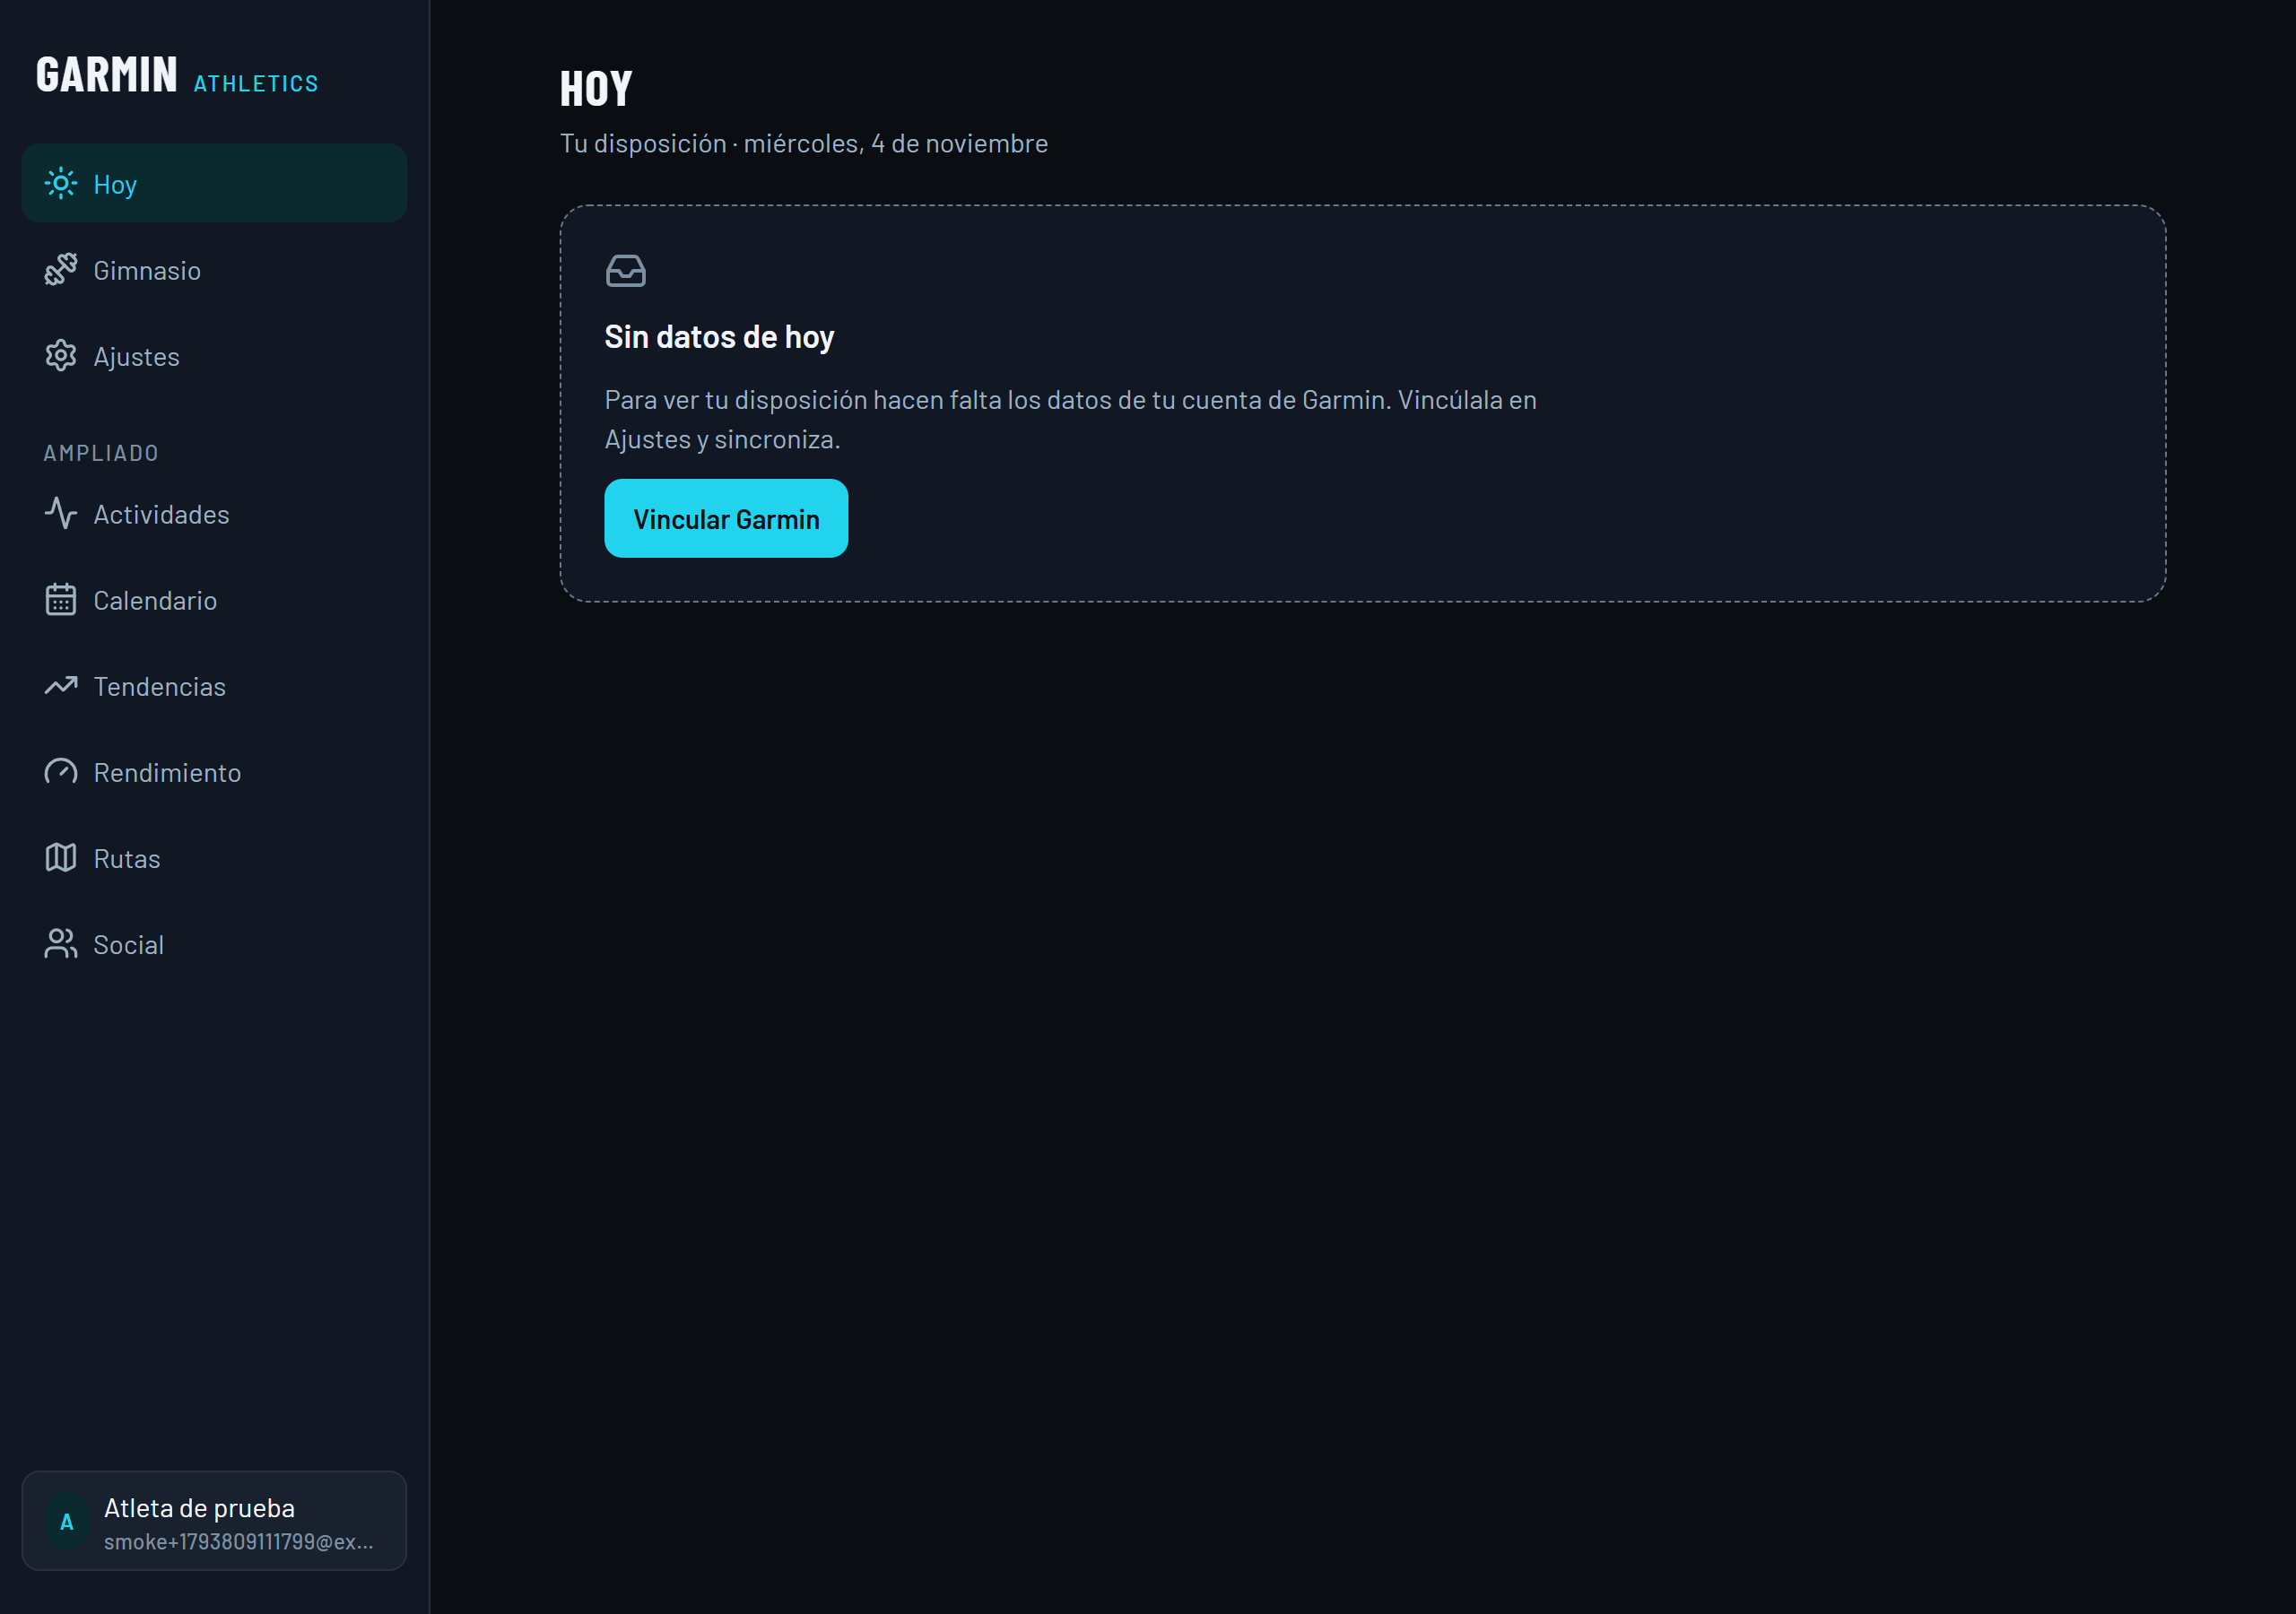 GARMIN ATHLETICS
Hoy
Gimnasio
Ajustes
AMPLIADO
Actividades
Calendario
Tendencias
Rendimiento
Rutas
Social
A
Atleta de prueba
smoke+1793809111799@ex...
HOY
Tu disposición · miércoles, 4 de noviembre
Sin datos de hoy
Para ver tu disposición hacen falta los datos de tu cuenta de Garmin. Vincúlala en
Ajustes y sincroniza.
Vincular Garmin